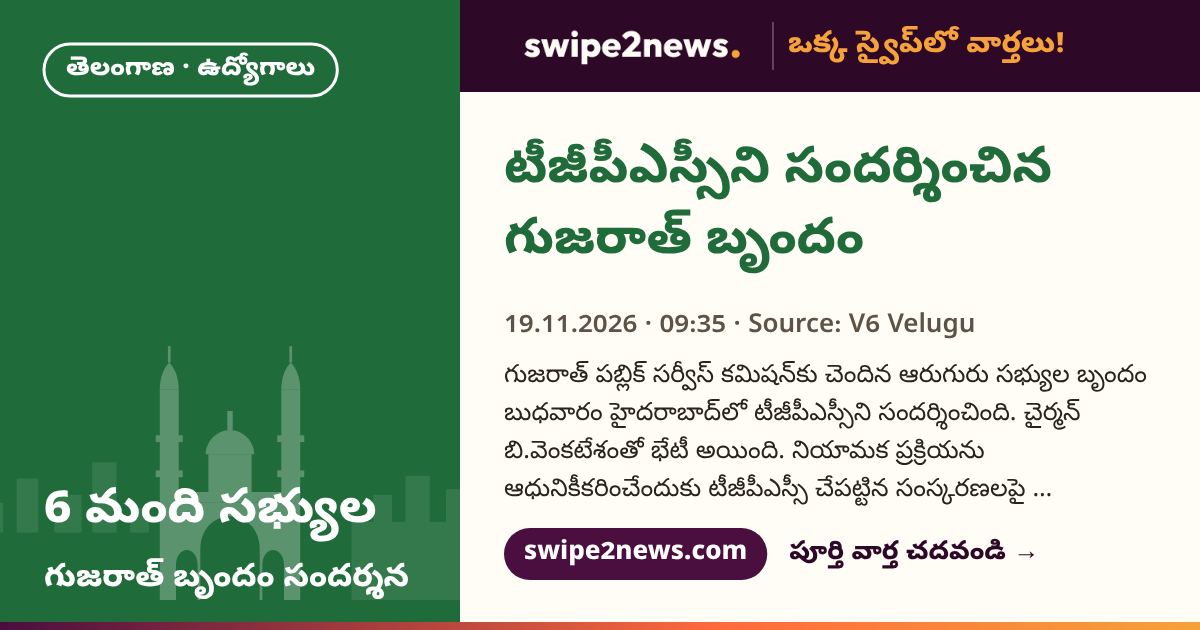 తెలంగాణ · ఉద్యోగాలు
6 మంది సభ్యుల
గుజరాత్ బృందం సందర్శన
swipe2news.
ఒక్క స్వైప్‌లో వార్తలు!
టీజీపీఎస్సీని సందర్శించిన
గుజరాత్ బృందం
19.11.2026 · 09:35 · Source: V6 Velugu
గుజరాత్ పబ్లిక్ సర్వీస్ కమిషన్‌కు చెందిన ఆరుగురు సభ్యుల బృందం
బుధవారం హైదరాబాద్‌లో టీజీపీఎస్సీని సందర్శించింది. చైర్మన్
బి.వెంకటేశంతో భేటీ అయింది. నియామక ప్రక్రియను
ఆధునికీకరించేందుకు టీజీపీఎస్సీ చేపట్టిన సంస్కరణలపై ...
swipe2news.com
పూర్తి వార్త చదవండి →